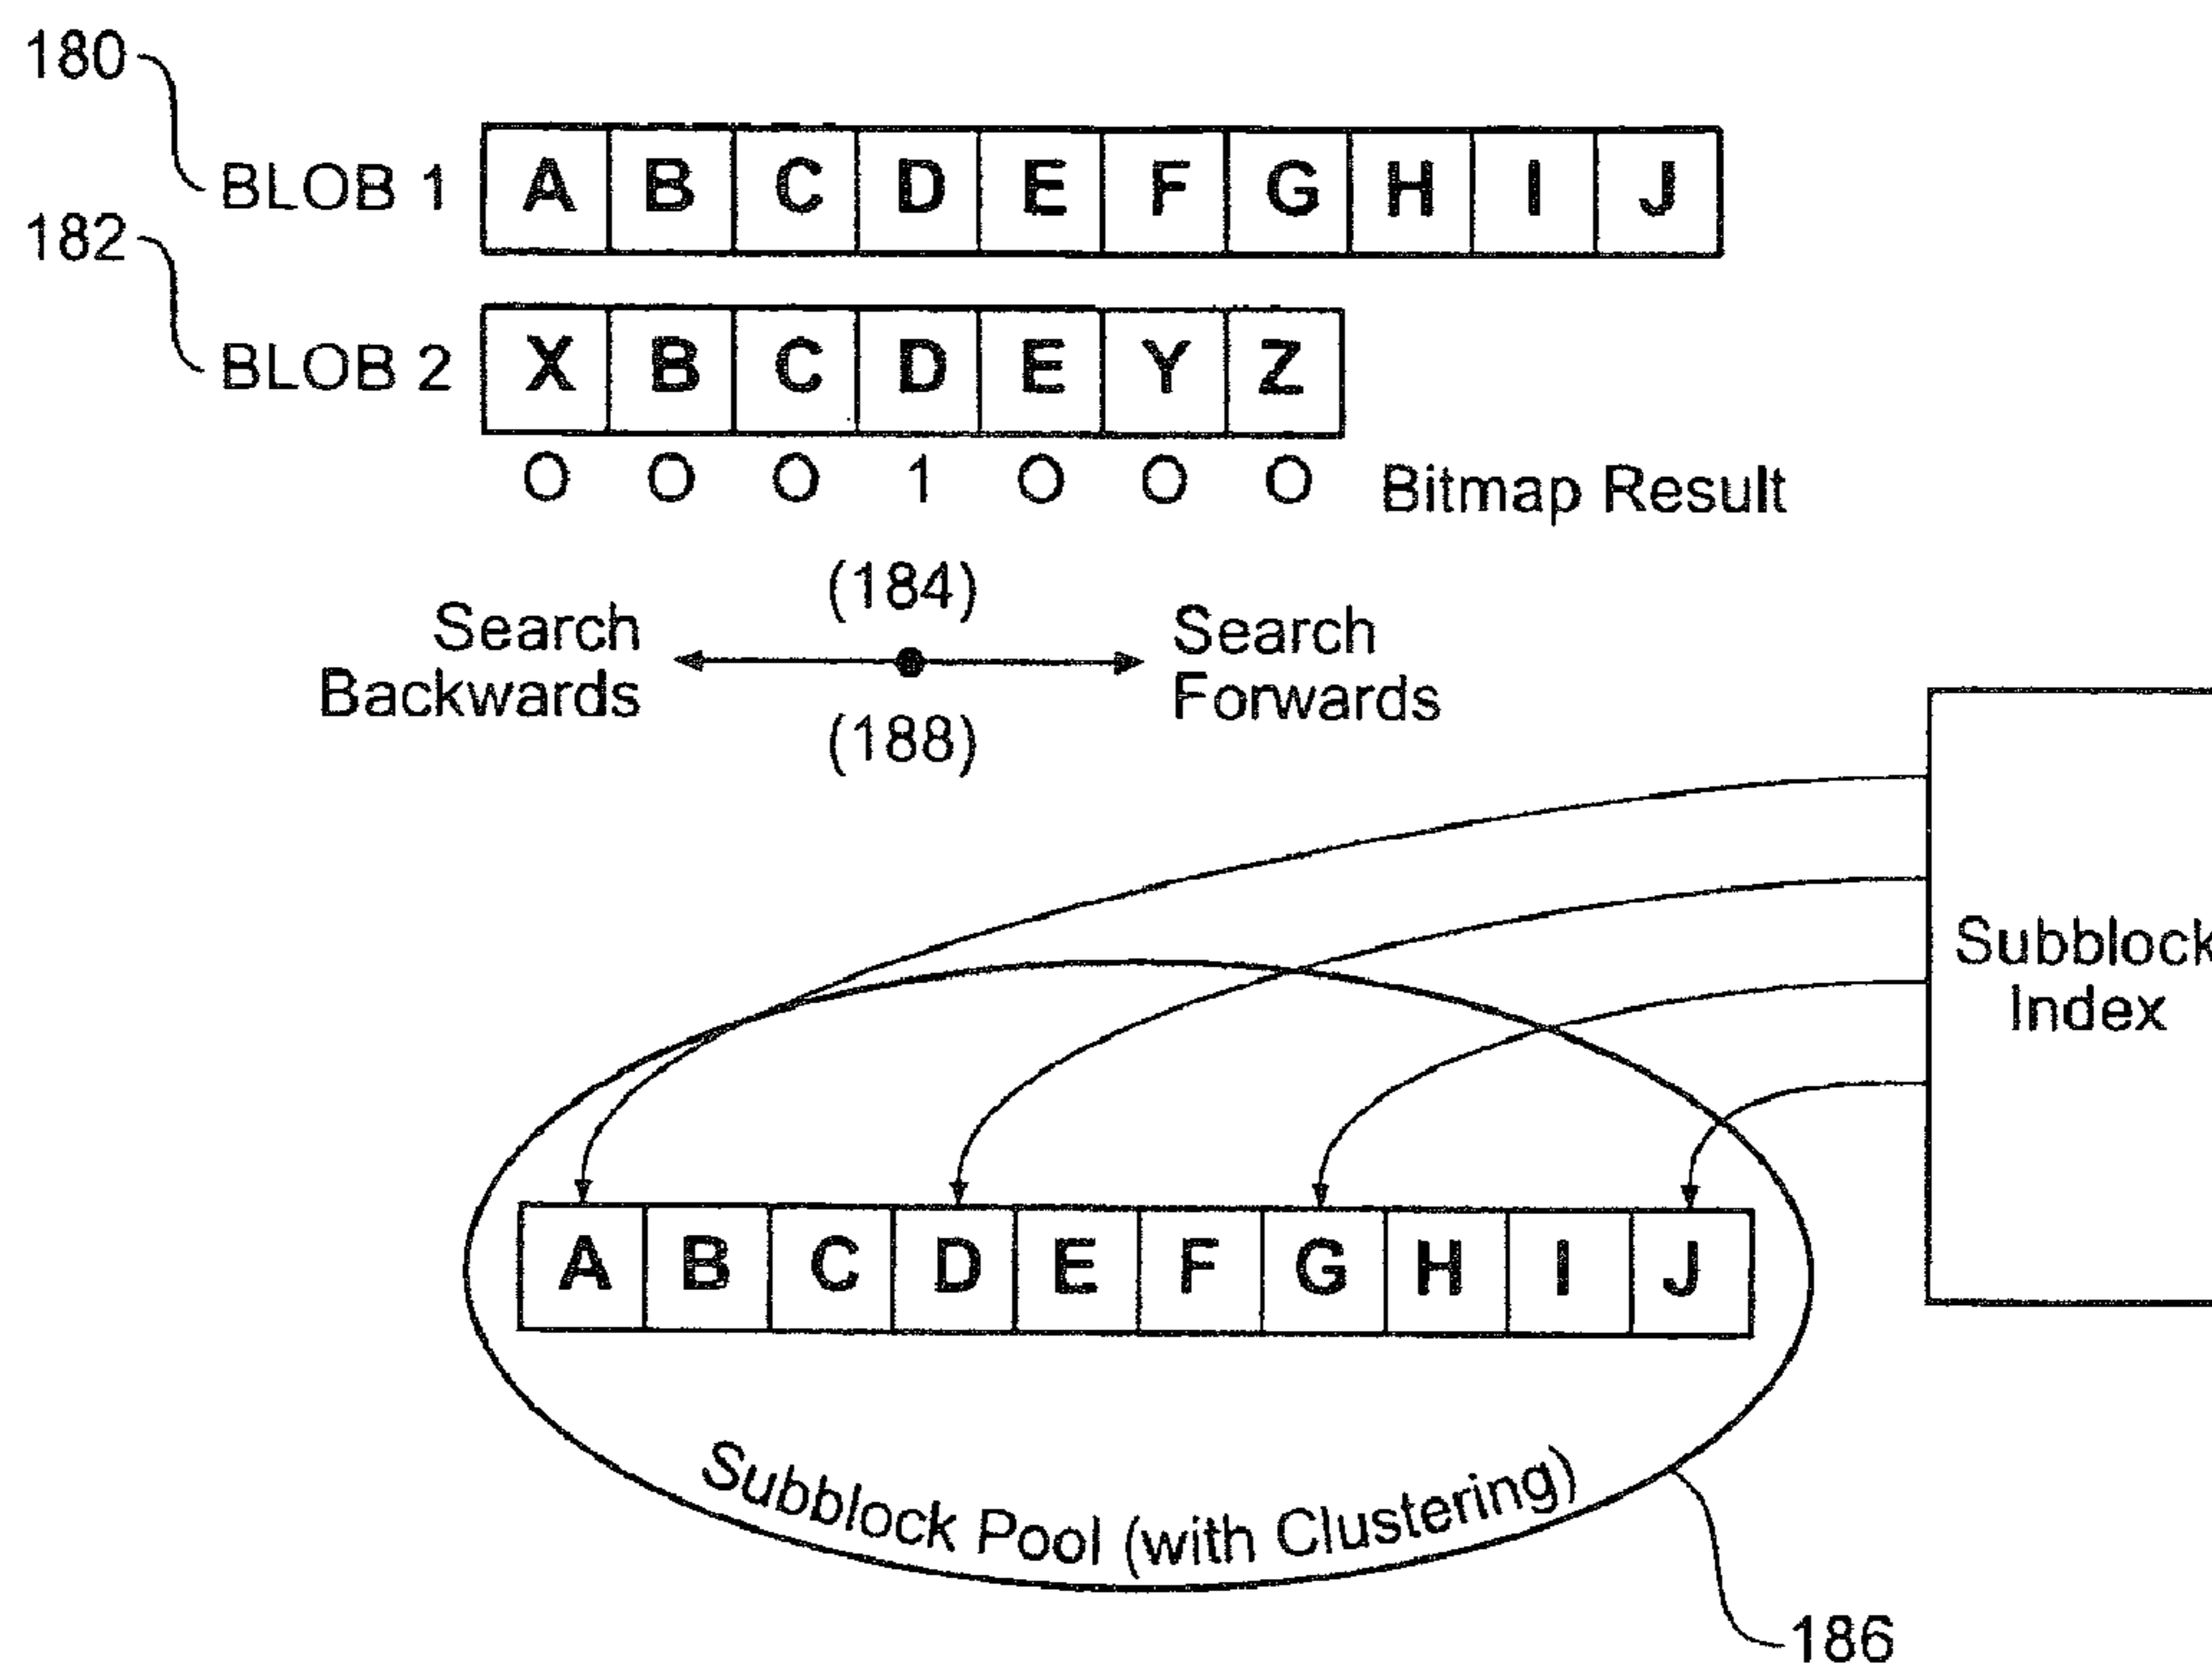 180
BLOB 1 A B C D E F G H I J
182
BLOB 2 X B C D E Y Z
0 0 0 1 0 0 0 Bitmap Result
(184)
Search
Backwards
Search
Forwards
(188)
Subblock
Index
A B C D E F G H I J
Subblock Pool (with Clustering)
186